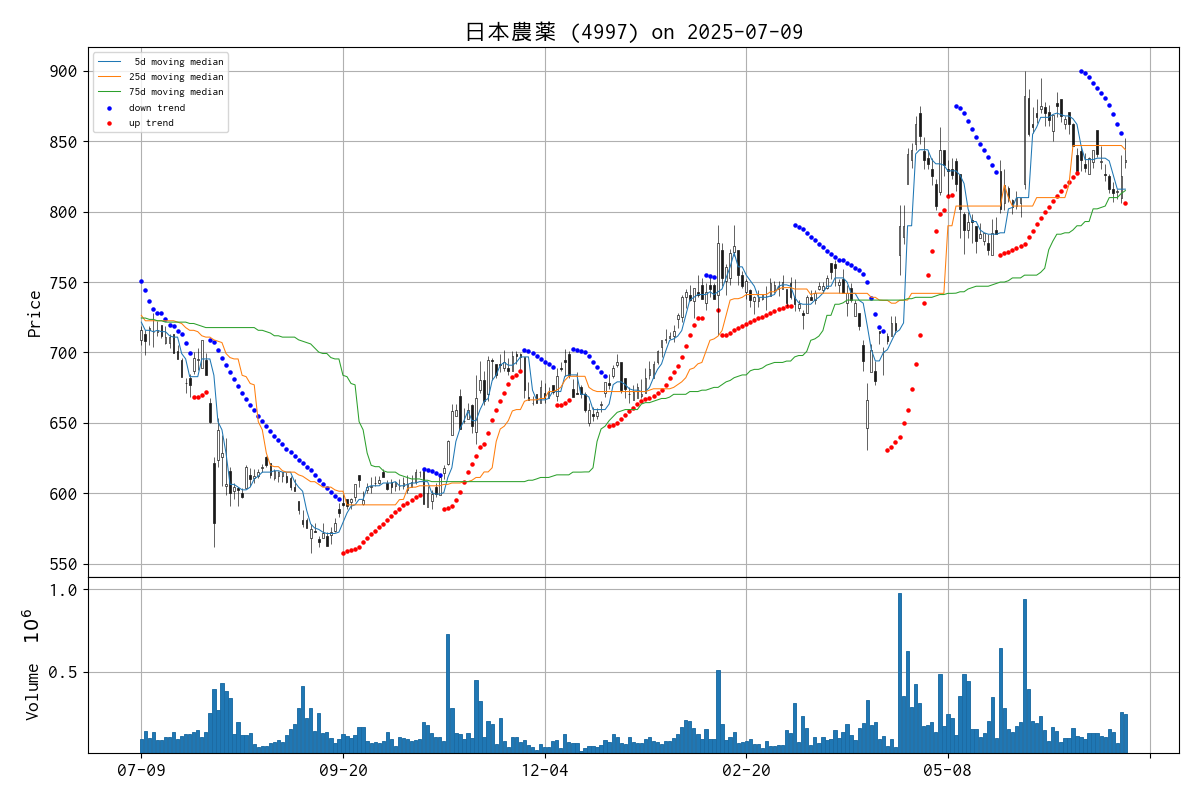 日本農薬 (4997) on 2025-07-09
5d moving median
25d moving median
75d moving median
down trend
up trend
Price
900
850
800
750
700
650
600
550
Volume 10⁶
1.0
0.5
07-09
09-20
12-04
02-20
05-08